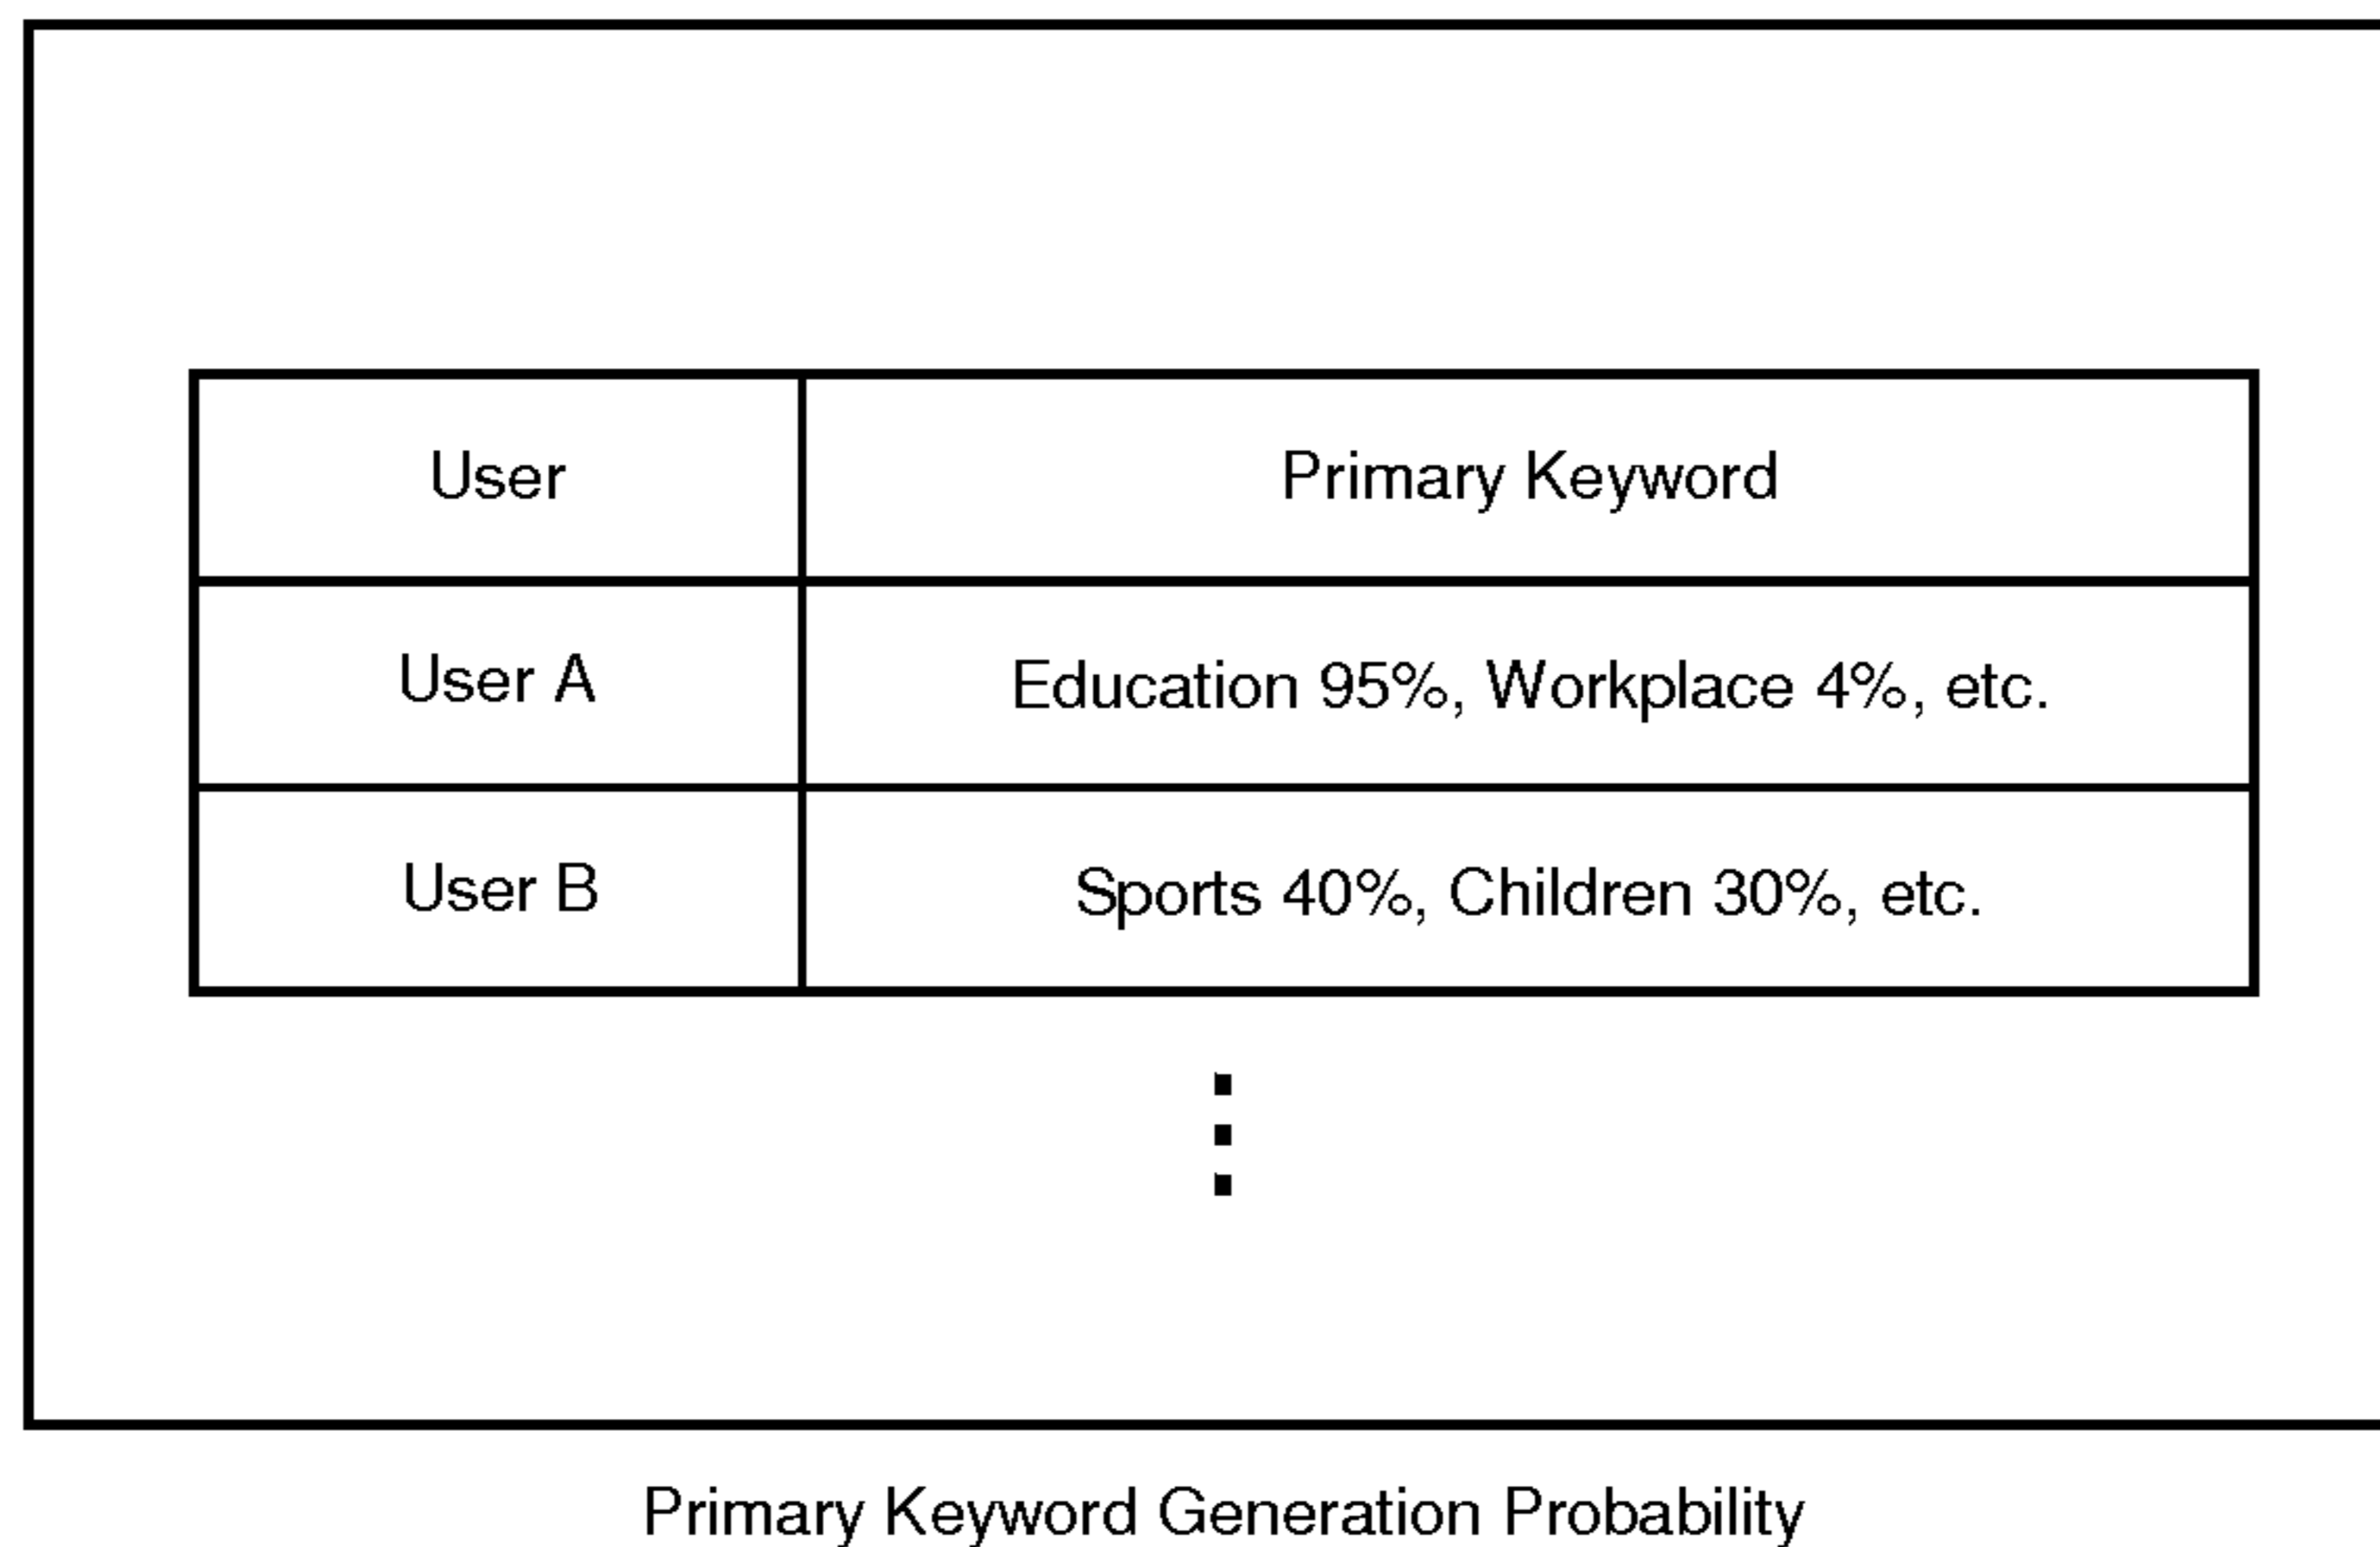 User Primary Keyword
User A Education 95%, Workplace 4%, etc.
User B Sports 40%, Children 30%, etc.
Primary Keyword Generation Probability